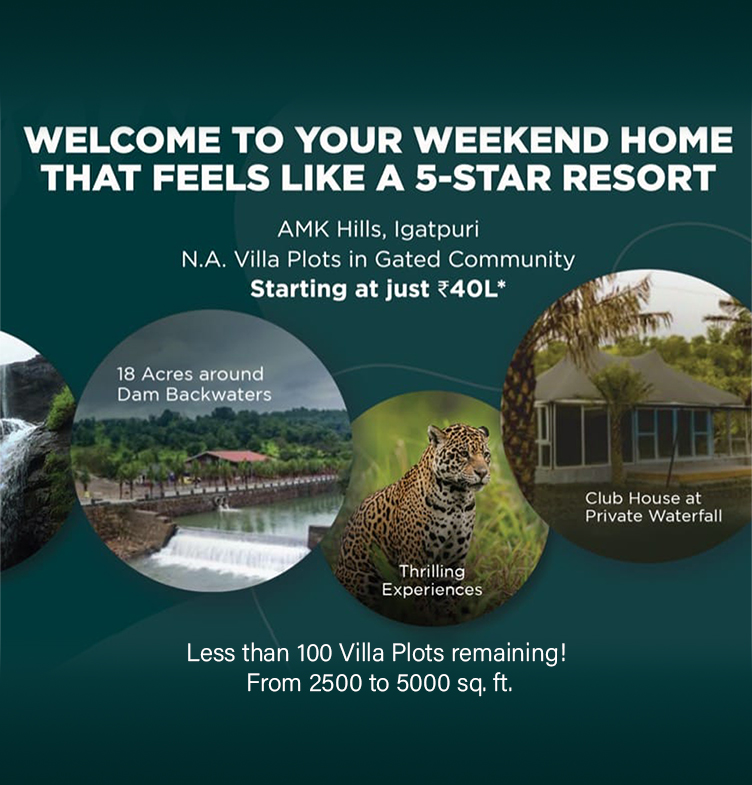 WELCOME TO YOUR WEEKEND HOME
THAT FEELS LIKE A 5-STAR RESORT
AMK Hills, Igatpuri
N.A. Villa Plots in Gated Community
Starting at just ₹40L*
18 Acres around
Dam Backwaters
Thrilling
Experiences
Club House at
Private Waterfall
Less than 100 Villa Plots remaining!
From 2500 to 5000 sq. ft.